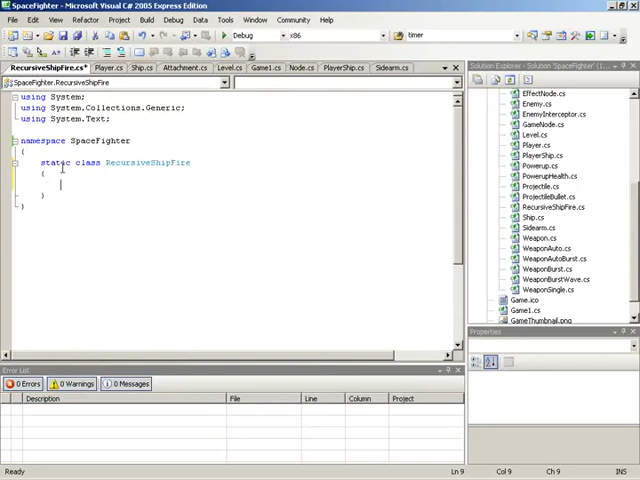 SpaceFighter - Microsoft Visual C# 2005 Express Edition
File Edit View Refactor Project Build Debug Data Tools Window Community Help
Debug x86 timer
RecursiveShipFire.cs* Player.cs Ship.cs Attachment.cs Level.cs Game1.cs Node.cs PlayerShip.cs Sidearm.cs
SpaceFighter.RecursiveShipFire
using System;
using System.Collections.Generic;
using System.Text;
namespace SpaceFighter
{
static class RecursiveShipFire
{
}
}
Solution Explorer - SpaceFighter
EffectNode.cs
Enemy.cs
EnemyInterceptor.cs
GameNode.cs
Level.cs
Player.cs
PlayerShip.cs
Powerup.cs
PowerupHealth.cs
Projectile.cs
ProjectileBullet.cs
RecursiveShipFire.cs
Ship.cs
Sidearm.cs
Weapon.cs
WeaponAuto.cs
WeaponAutoBurst.cs
WeaponBurst.cs
WeaponBurstWave.cs
WeaponSingle.cs
Game.ico
Game1.cs
GameThumbnail.png
Properties
Error List
0 Errors 0 Warnings 0 Messages
Description File Line Column Project
Ready Ln 9 Col 9 Ch 9 INS